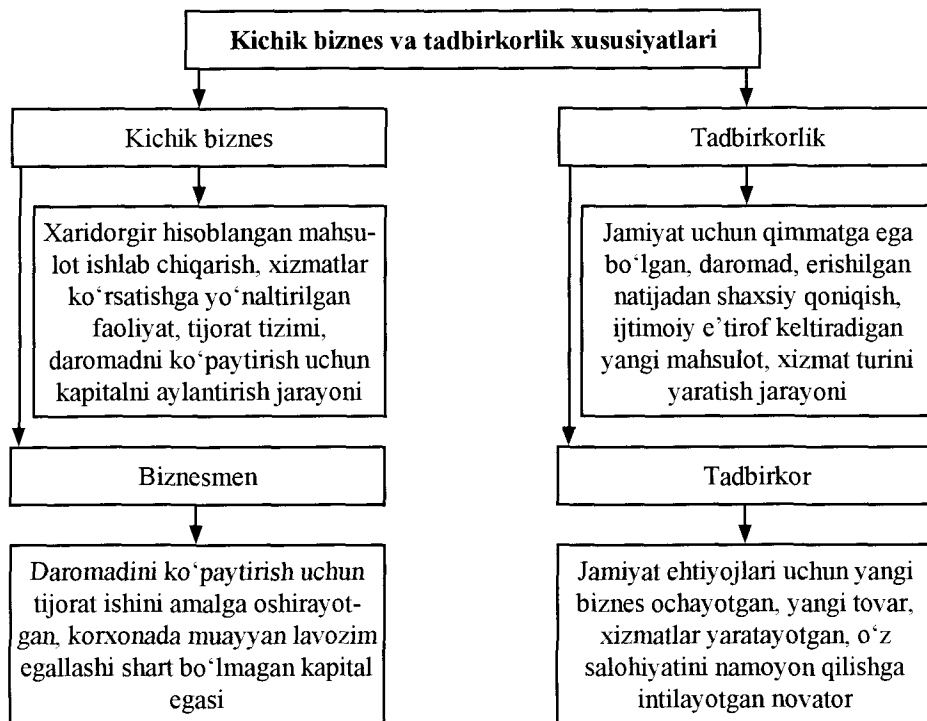 Kichik biznes va tadbirkorlik xususiyatlari
Kichik biznes
Xaridorgir hisoblangan mahsu-
lot ishlab chiqarish, xizmatlar
ko‘rsatishga yo‘naltirilgan
faoliyat, tijorat tizimi,
daromadni ko‘paytirish uchun
kapitalni aylantirish jarayoni
Biznesmen
Daromadini ko‘paytirish uchun
tijorat ishini amalga oshirayot-
gan, korxonada muayyan lavozim
egallashi shart bo‘lmagan kapital
egasi
Tadbirkorlik
Jamiyat uchun qimmatga ega
bo‘lgan, daromad, erishilgan
natijadan shaxsiy qoniqish,
ijtimoiy e’tirof keltiradigan
yangi mahsulot, xizmat turini
yaratish jarayoni
Tadbirkor
Jamiyat ehtiyojlari uchun yangi
biznes ochayotgan, yangi tovar,
xizmatlar yaratayotgan, o‘z
salohiyatini namoyon qilishga
intilayotgan novator